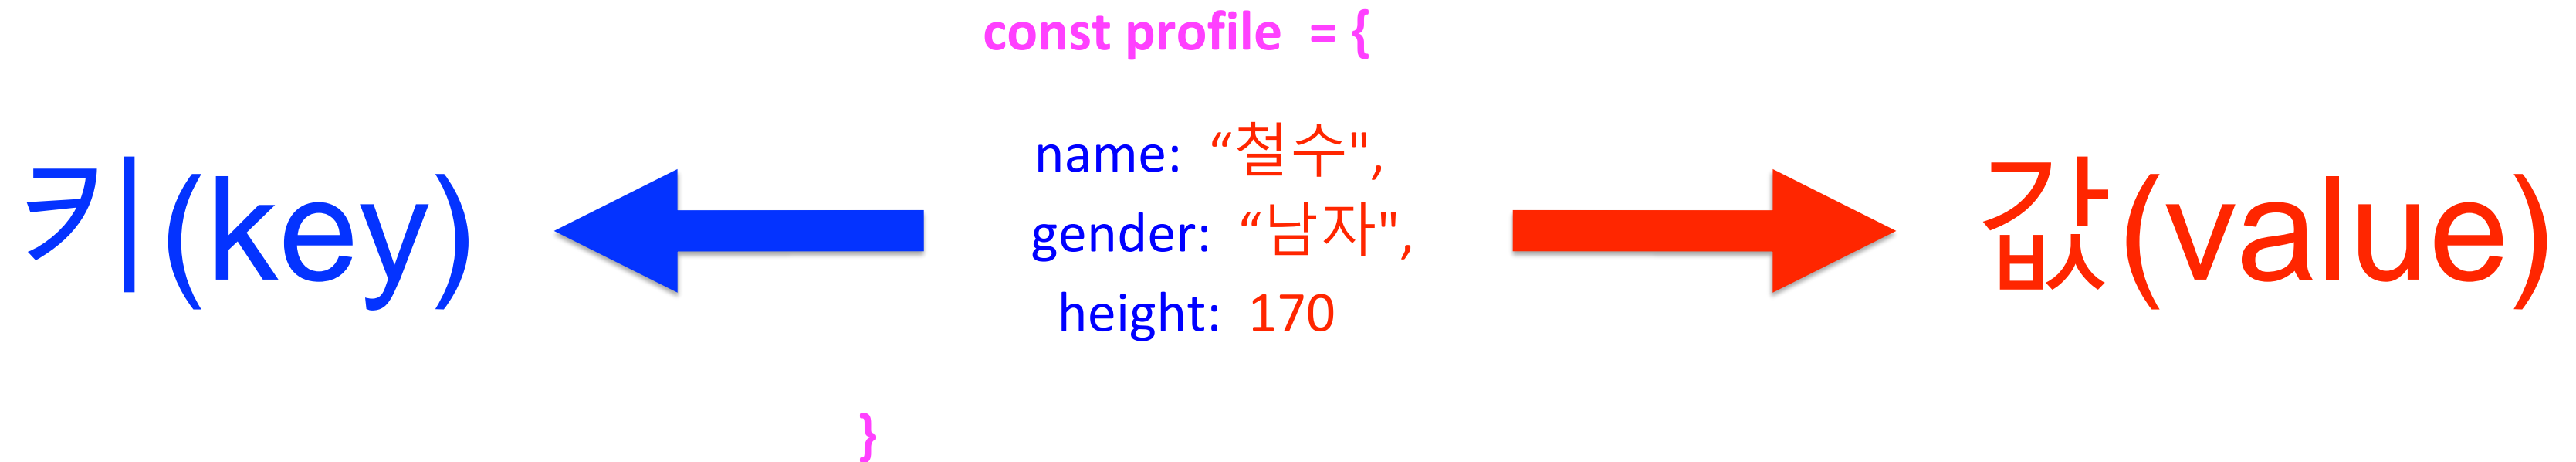 const profile = {
name: “철수",
gender: “남자",
height: 170
}
키(key)
값(value)